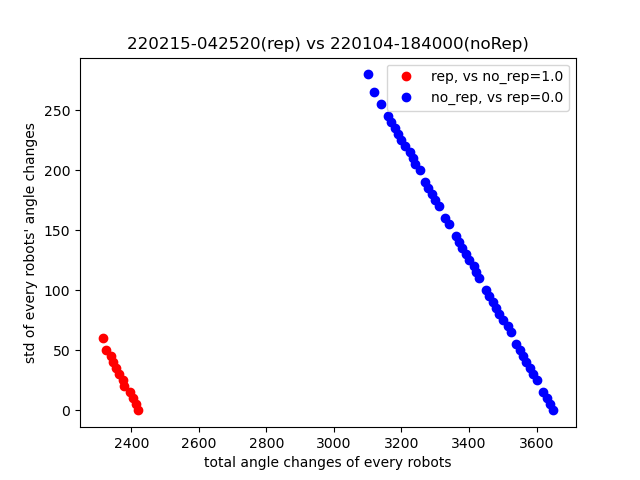 220215-042520(rep) vs 220104-184000(noRep)
rep, vs no_rep=1.0
no_rep, vs rep=0.0
std of every robots' angle changes
250
200
150
100
50
0
2400 2600 2800 3000 3200 3400 3600
total angle changes of every robots